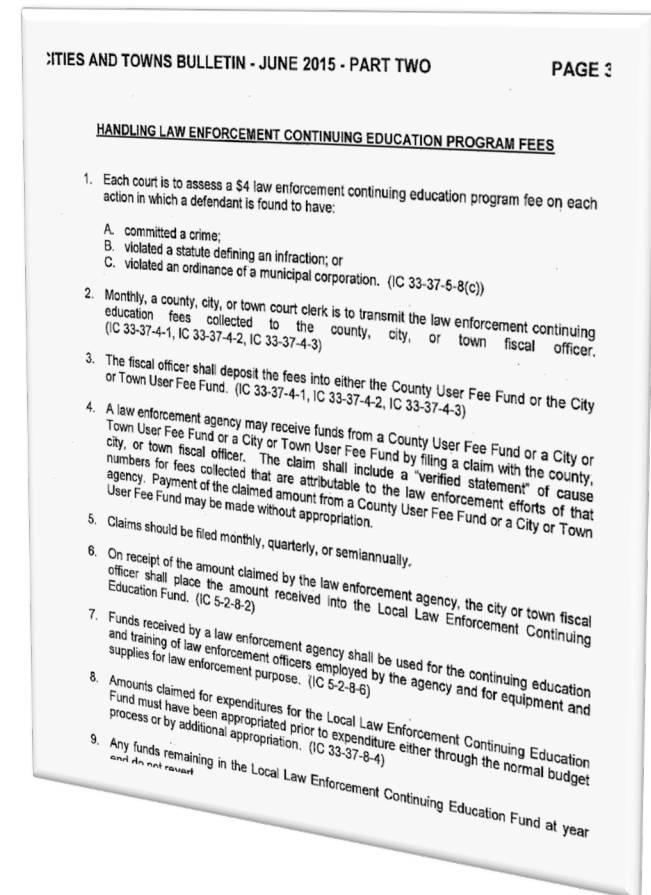 CITIES AND TOWNS BULLETIN - JUNE 2015 - PART TWO PAGE 3
HANDLING LAW ENFORCEMENT CONTINUING EDUCATION PROGRAM FEES
1. Each court is to assess a $4 law enforcement continuing education program fee on each
action in which a defendant is found to have:
A. committed a crime;
B. violated a statute defining an infraction; or
C. violated an ordinance of a municipal corporation. (IC 33-37-5-8(c))
2. Monthly, a county, city, or town court clerk is to transmit the law enforcement continuing
education fees collected to the county, city, or town fiscal officer.
(IC 33-37-4-1, IC 33-37-4-2, IC 33-37-4-3)
3. The fiscal officer shall deposit the fees into either the County User Fee Fund or the City
or Town User Fee Fund. (IC 33-37-4-1, IC 33-37-4-2, IC 33-37-4-3)
4. A law enforcement agency may receive funds from a County User Fee Fund or a City or
Town User Fee Fund or a City or Town User Fee Fund by filing a claim with the county,
city, or town fiscal officer. The claim shall include a "verified statement" of cause
numbers for fees collected that are attributable to the law enforcement efforts of that
agency. Payment of the claimed amount from a County User Fee Fund or a City or Town
User Fee Fund may be made without appropriation.
5. Claims should be filed monthly, quarterly, or semiannually.
6. On receipt of the amount claimed by the law enforcement agency, the city or town fiscal
officer shall place the amount received into the Local Law Enforcement Continuing
Education Fund. (IC 5-2-8-2)
7. Funds received by a law enforcement agency shall be used for the continuing education
and training of law enforcement officers employed by the agency and for equipment and
supplies for law enforcement purpose. (IC 5-2-8-6)
8. Amounts claimed for expenditures for the Local Law Enforcement Continuing Education
Fund must have been appropriated prior to expenditure either through the normal budget
process or by additional appropriation. (IC 33-37-8-4)
9. Any funds remaining in the Local Law Enforcement Continuing Education Fund at year
end do not revert